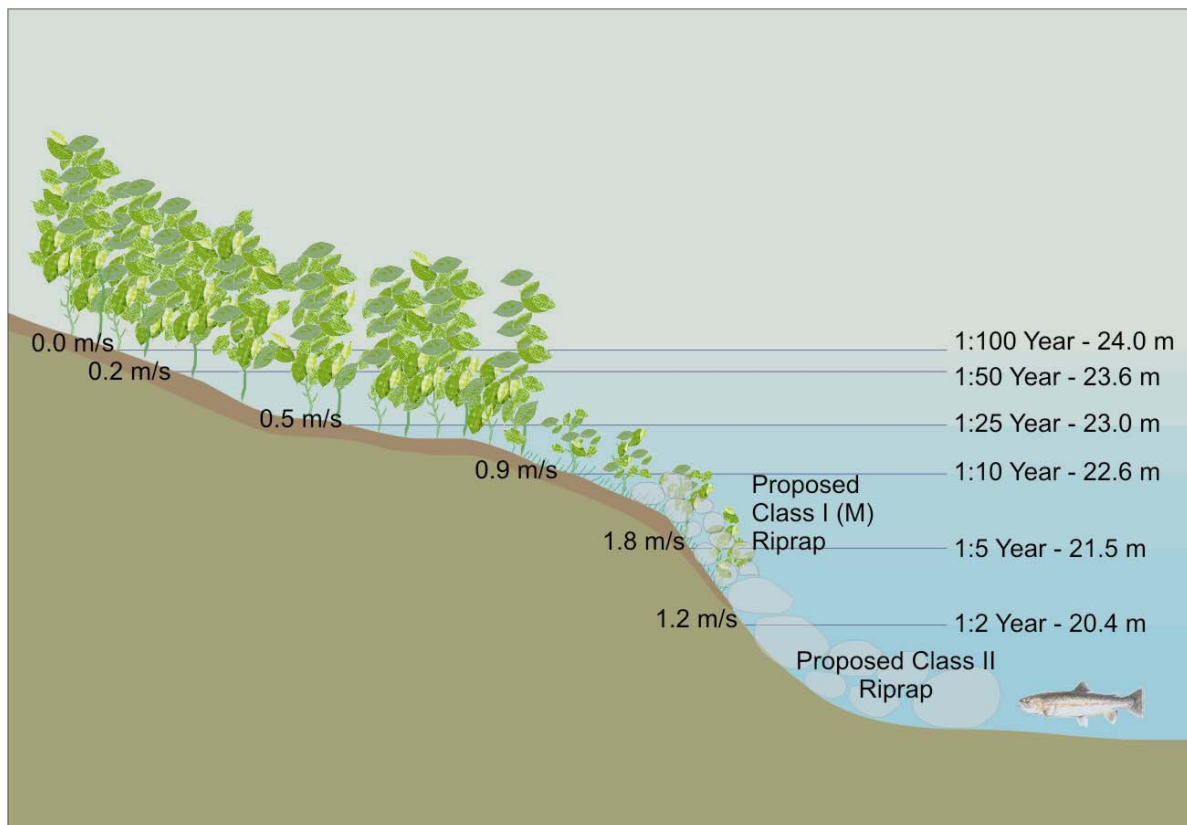 0.0 m/s
1:100 Year - 24.0 m
0.2 m/s
1:50 Year - 23.6 m
0.5 m/s
1:25 Year - 23.0 m
0.9 m/s
1:10 Year - 22.6 m
Proposed
Class I (M)
Riprap
1.8 m/s
1:5 Year - 21.5 m
1.2 m/s
1:2 Year - 20.4 m
Proposed Class II
Riprap